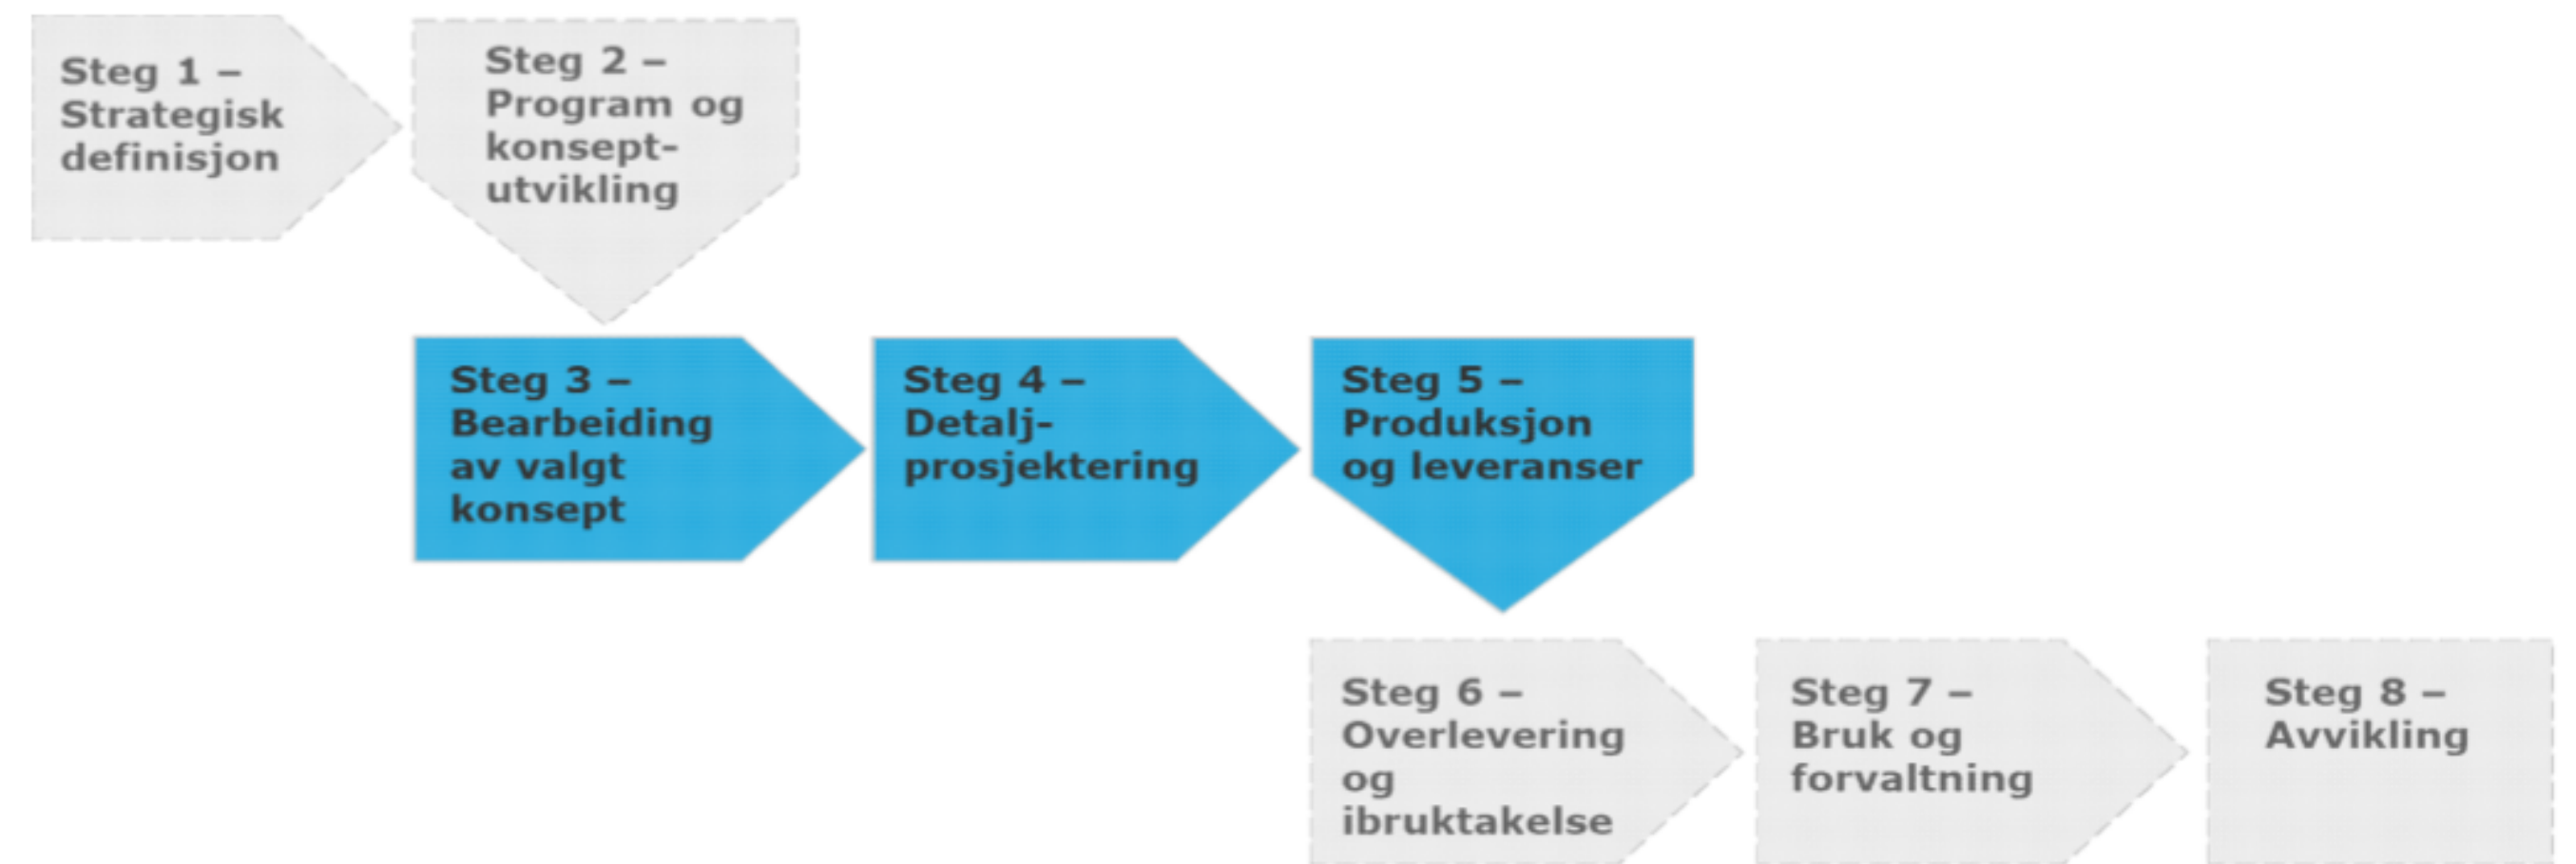 Steg 1 –
Strategisk
definisjon
Steg 2 –
Program og
konsept-
utvikling
Steg 3 –
Bearbeiding
av valgt
konsept
Steg 4 –
Detalj-
prosjektering
Steg 5 –
Produksjon
og leveranser
Steg 6 –
Overlevering
og
ibruktakelse
Steg 7 –
Bruk og
forvaltning
Steg 8 –
Avvikling